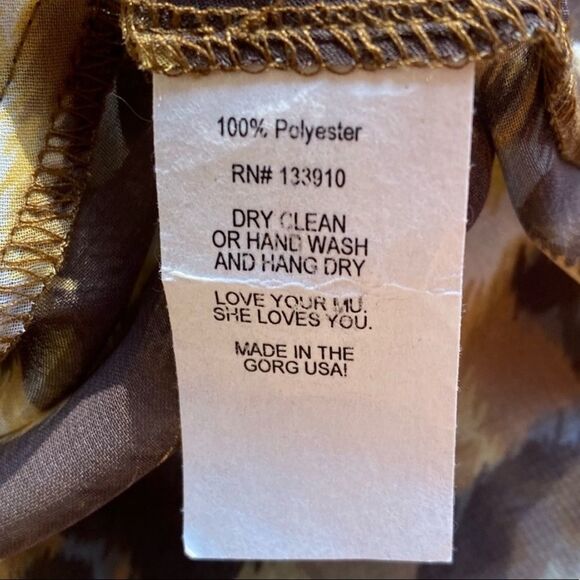 100% Polyester
RN# 133910
DRY CLEAN
OR HAND WASH
AND HANG DRY
LOVE YOUR MU.
SHE LOVES YOU.
MADE IN THE
GORG USA!